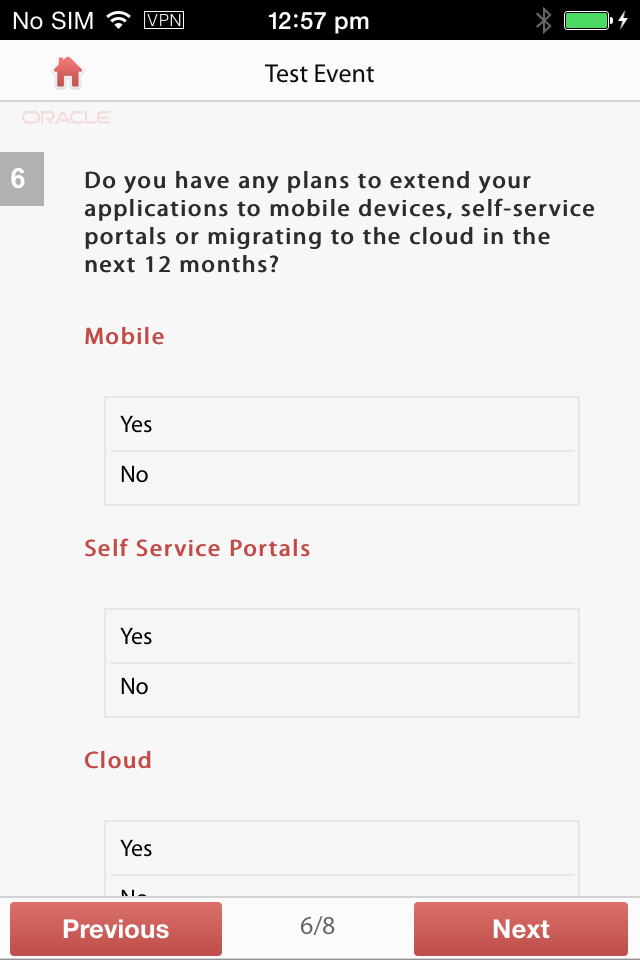 No SIM VPN 12:57 pm
Test Event
ORACLE
6
Do you have any plans to extend your
applications to mobile devices, self-service
portals or migrating to the cloud in the
next 12 months?
Mobile
Yes
No
Self Service Portals
Yes
No
Cloud
Yes
No
Previous 6/8 Next